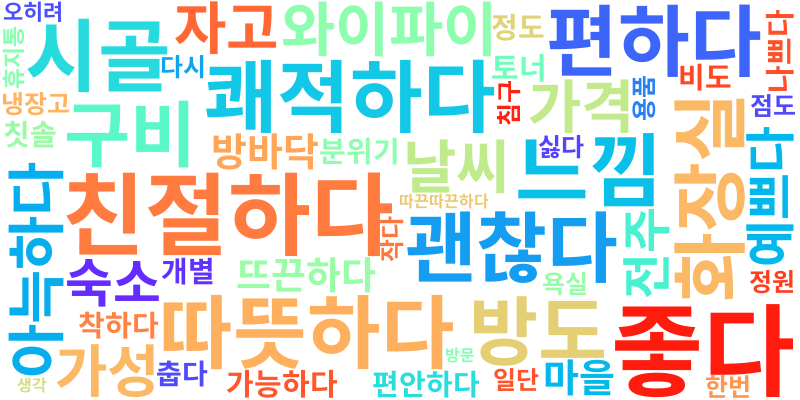 오히려
자고
와이파이
정도
편하다
나쁘다
시골
휴지통
다시
쾌적하다
토너
비도
냉장고
칫솔
구비
침구
가격
용품
점도
방바닥
분위기
날씨
싫다
느낌
화장실
예쁘다
아늑하다
친절하다
따끈따끈하다
작다
괜찮다
전주
숙소
개별
뜨끈하다
욕실
정원
착하다
따뜻하다
방도
좋다
가성
방문
생각
춥다
가능하다
편안하다
일단
마을
한번